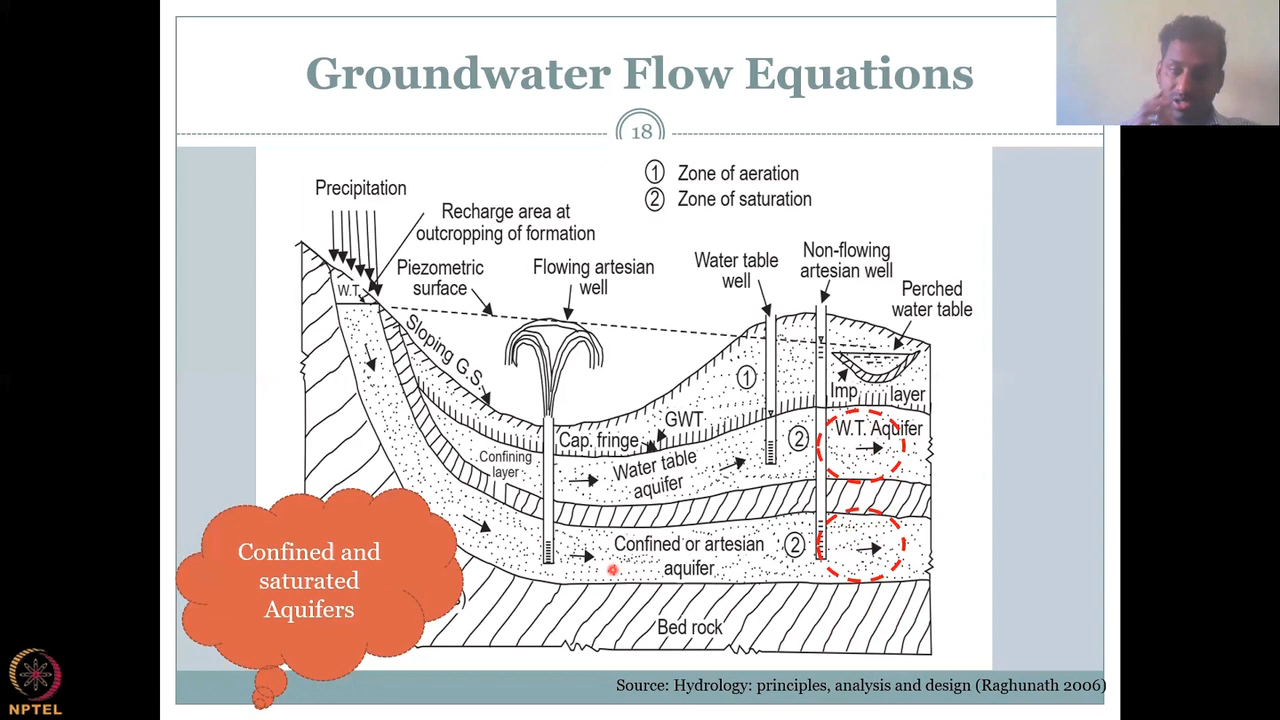 Groundwater Flow Equations
18
1 Zone of aeration
2 Zone of saturation
Precipitation
Recharge area at
outcropping of formation
Piezometric
surface
Flowing artesian
well
Water table
well
Non-flowing
artesian well
Perched
water table
W.T.
Sloping G.S.
1
Imp
layer
GWT
Cap. fringe
Confining
layer
Water table
aquifer
2
W.T. Aquifer
Confined or artesian
aquifer
2
Bed rock
Confined and
saturated
Aquifers
Source: Hydrology: principles, analysis and design (Raghunath 2006)
NPTEL